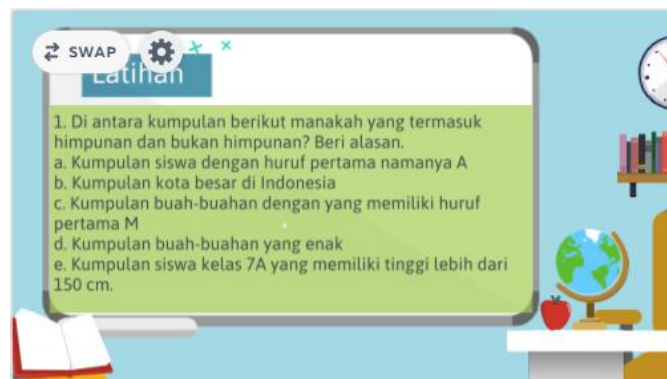 SWAP
Latihan
1. Di antara kumpulan berikut manakah yang termasuk
himpunan dan bukan himpunan? Beri alasan.
a. Kumpulan siswa dengan huruf pertama namanya A
b. Kumpulan kota besar di Indonesia
c. Kumpulan buah-buahan dengan yang memiliki huruf
pertama M
d. Kumpulan buah-buahan yang enak
e. Kumpulan siswa kelas 7A yang memiliki tinggi lebih dari
150 cm.